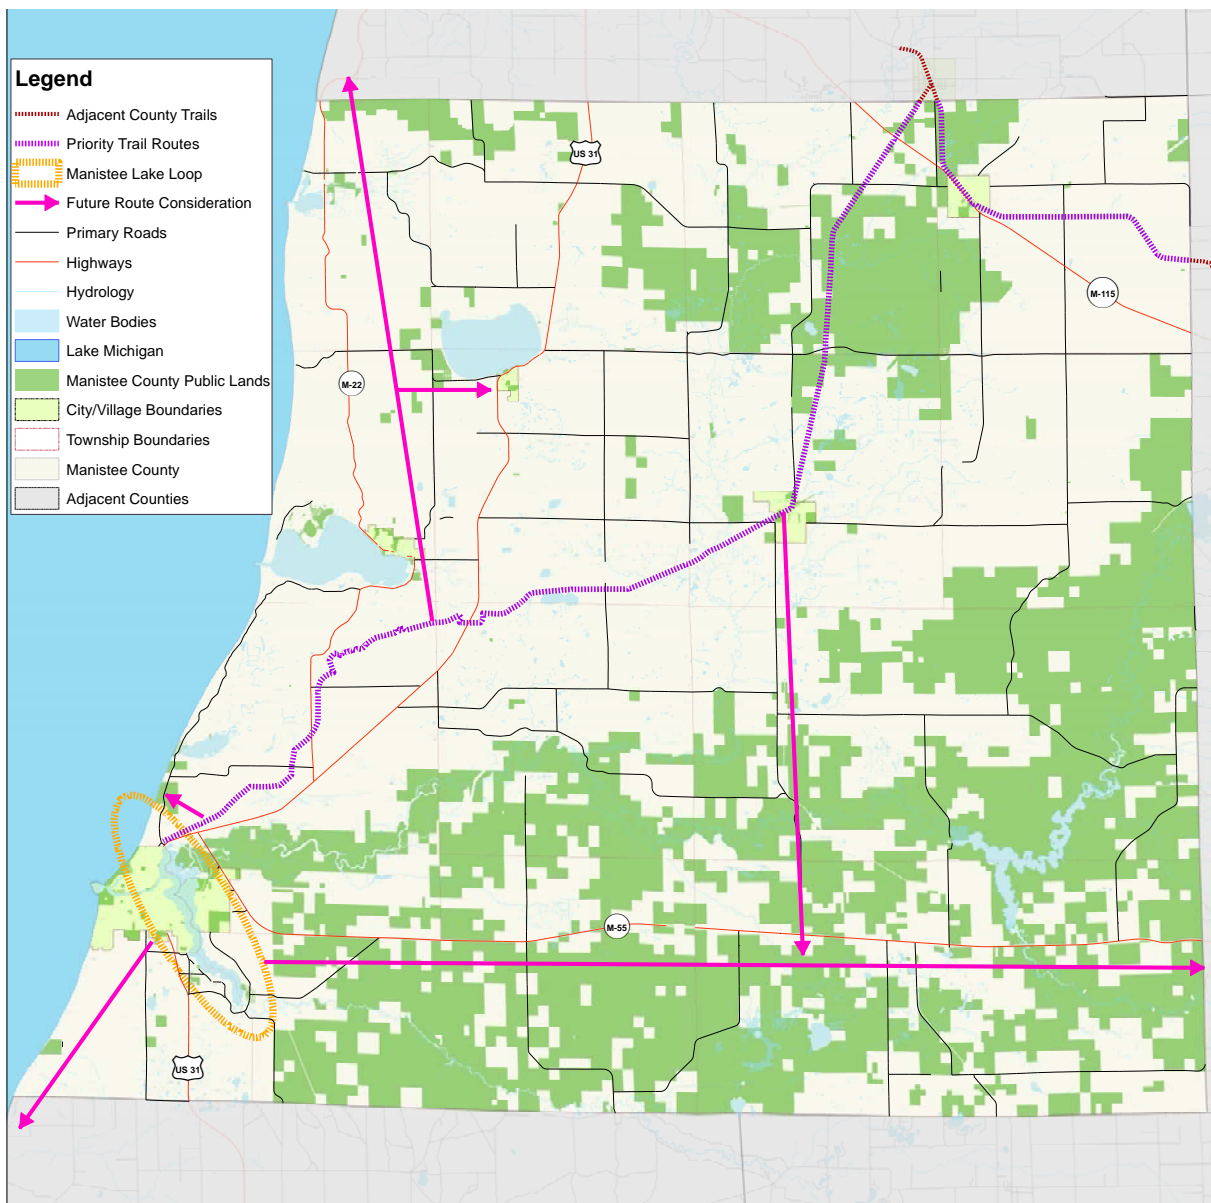 Legend
Adjacent County Trails
Priority Trail Routes
Manistee Lake Loop
Future Route Consideration
Primary Roads
Highways
Hydrology
Water Bodies
Lake Michigan
Manistee County Public Lands
City/Village Boundaries
Township Boundaries
Manistee County
Adjacent Counties
US 31
M-115
M-22
M-55
US 31